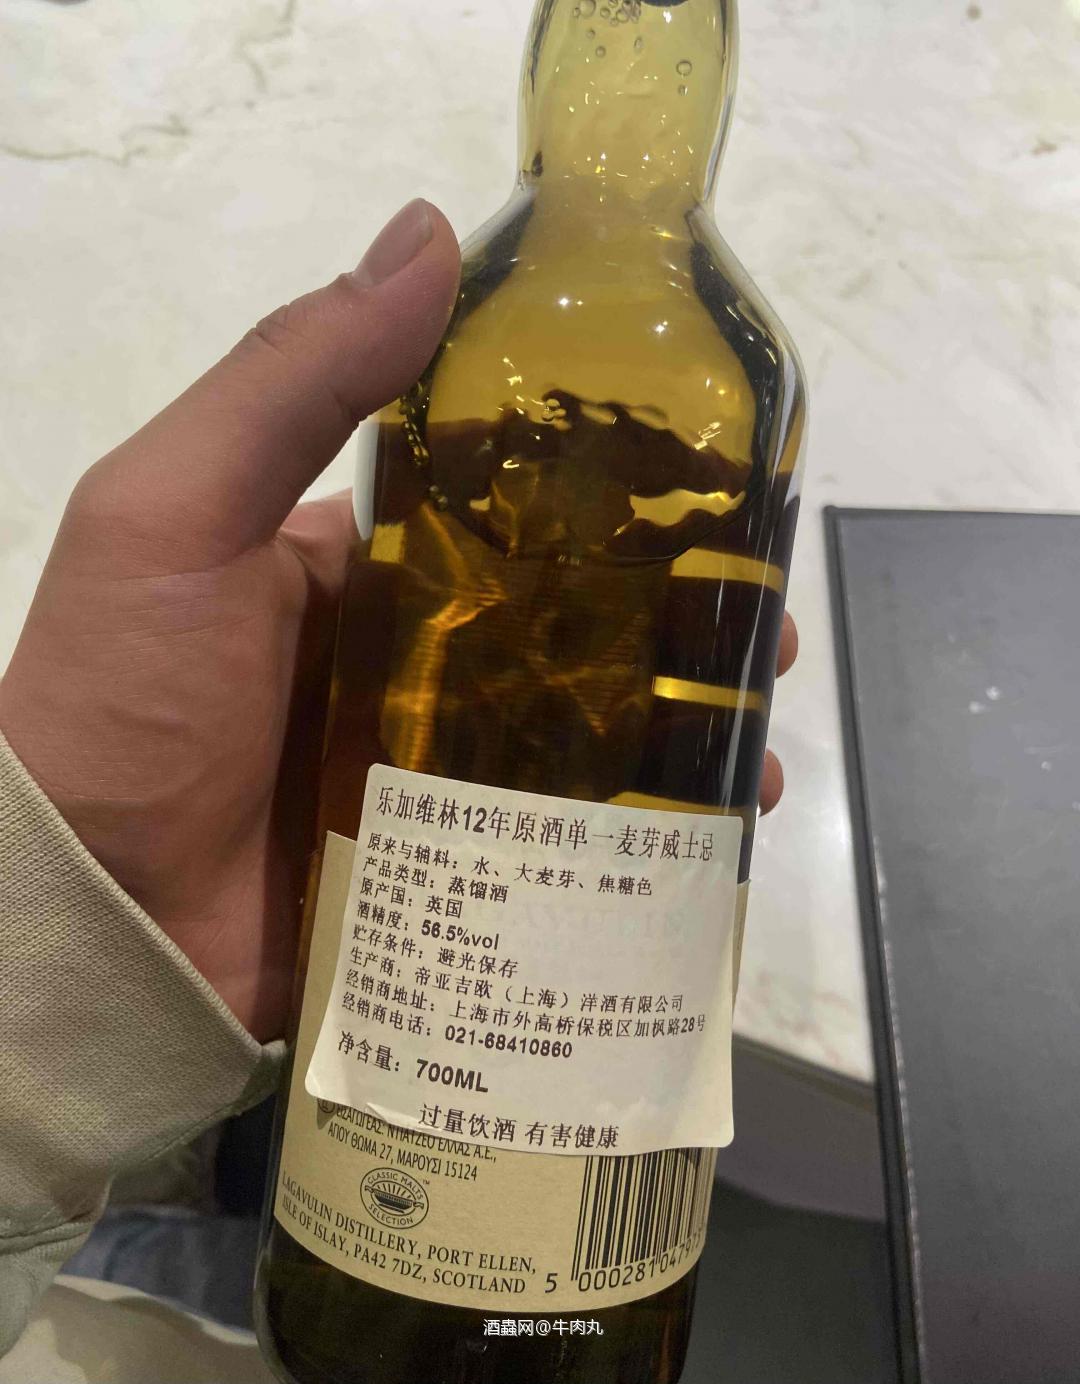 乐加维林12年原酒单一麦芽威士忌
原来与辅料：水、大麦芽、焦糖色
产品类型：蒸馏酒
原产国：英国
酒精度：56.5%vol
贮存条件：避光保存
生产商：帝亚吉欧（上海）洋酒有限公司
经销商地址：上海市外高桥保税区加枫路28号
经销商电话：021-68410860
净含量：700ML
过量饮酒 有害健康
ΕΛΛΑΣ Α.Ε.,
ΑΓΙΟΥ ΘΩΜΑ 27, ΜΑΡΟΥΣΙ 15124
CLASSIC MALTS™
SELECTION
LAGAVULIN DISTILLERY, PORT ELLEN,
ISLE OF ISLAY, PA42 7DZ, SCOTLAND
5 000281 04797
酒蟲网@牛肉丸